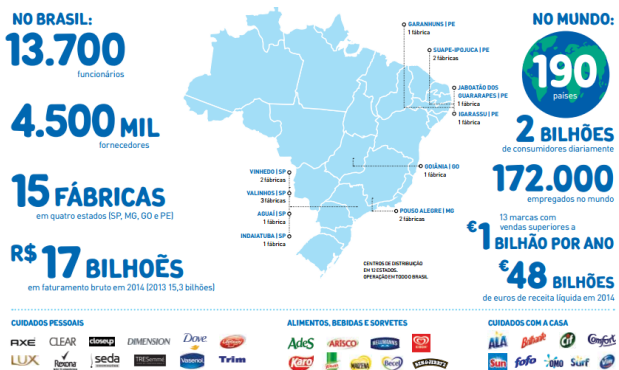 NO BRASIL:
13.700
funcionários
4.500 MIL
fornecedores
15 FÁBRICAS
em quatro estados (SP, MG, GO e PE)
R$ 17 BILHOÊS
em faturamento bruto em 2014 (2013 15,3 bilhões)
GARANHUNS | PE
1 fábrica
SUAPE-IPOJUCA | PE
2 fábricas
JABOATÃO DOS
GUARARAPES | PE
1 fábrica
IGARASSU | PE
1 fábrica
GOIÂNIA | GO
1 fábrica
VINHEDO | SP
2 fábricas
VALINHOS | SP
3 fábricas
AGUAÍ | SP
1 fábrica
INDAIATUBA | SP
1 fábrica
POUSO ALEGRE | MG
2 fábricas
CENTROS DE DISTRIBUIÇÃO
EM 12 ESTADOS.
OPERAÇÃO EM TODO O BRASIL
NO MUNDO:
190
países
2 BILHÕES
de consumidores diariamente
172.000
empregados no mundo
13 marcas com
vendas superiores a
€1 BILHÃO POR ANO
€48 BILHÕES
de euros de receita líquida em 2014
CUIDADOS PESSOAIS
AXE CLEAR closeup DIMENSION Dove
LUX Rexona seda TRESemmé Vasenol Trim
ALIMENTOS, BEBIDAS E SORVETES
AdeS ARISCO HELLMANN'S
Karo MAIZENA Becel
CUIDADOS COM A CASA
ALA Brilhante Cif Comfort
Sun fofo OMO Surf Vim